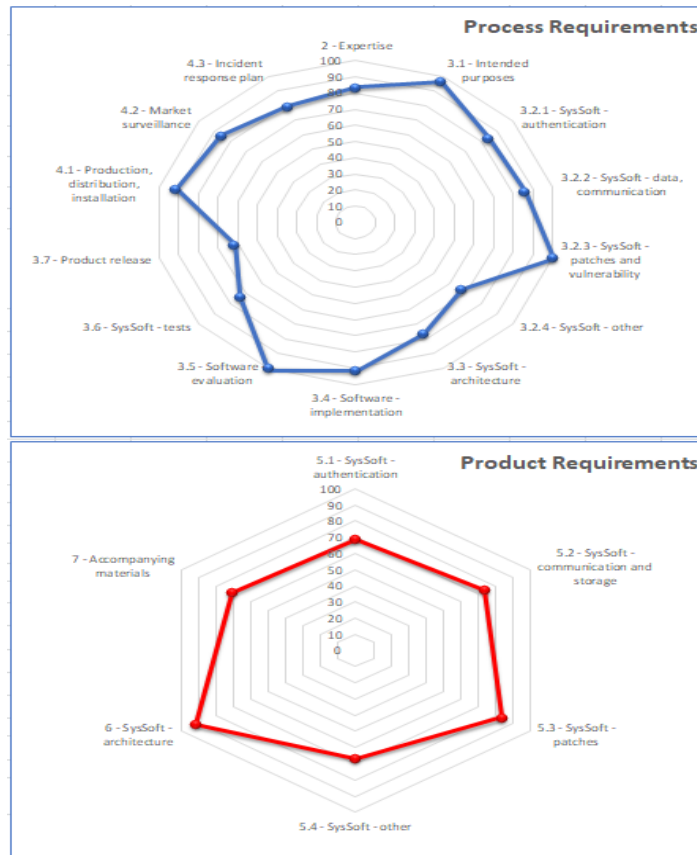 Process Requirements
2 - Expertise
3.1 - Intended
purposes
3.2.1 - SysSoft -
authentication
3.2.2 - SysSoft - data,
communication
3.2.3 - SysSoft -
patches and
vulnerability
3.2.4 - SysSoft - other
3.3 - SysSoft -
architecture
3.4 - Software -
implementation
3.5 - Software
evaluation
3.6 - SysSoft - tests
3.7 - Product release
4.1 - Production,
distribution,
installation
4.2 - Market
surveillance
4.3 - Incident
response plan
100
90
80
70
60
50
40
30
20
10
0
Product Requirements
5.1 - SysSoft -
authentication
5.2 - SysSoft -
communication and
storage
5.3 - SysSoft -
patches
5.4 - SysSoft - other
6 - SysSoft -
architecture
7 - Accompanying
materials
100
90
80
70
60
50
40
30
20
10
0